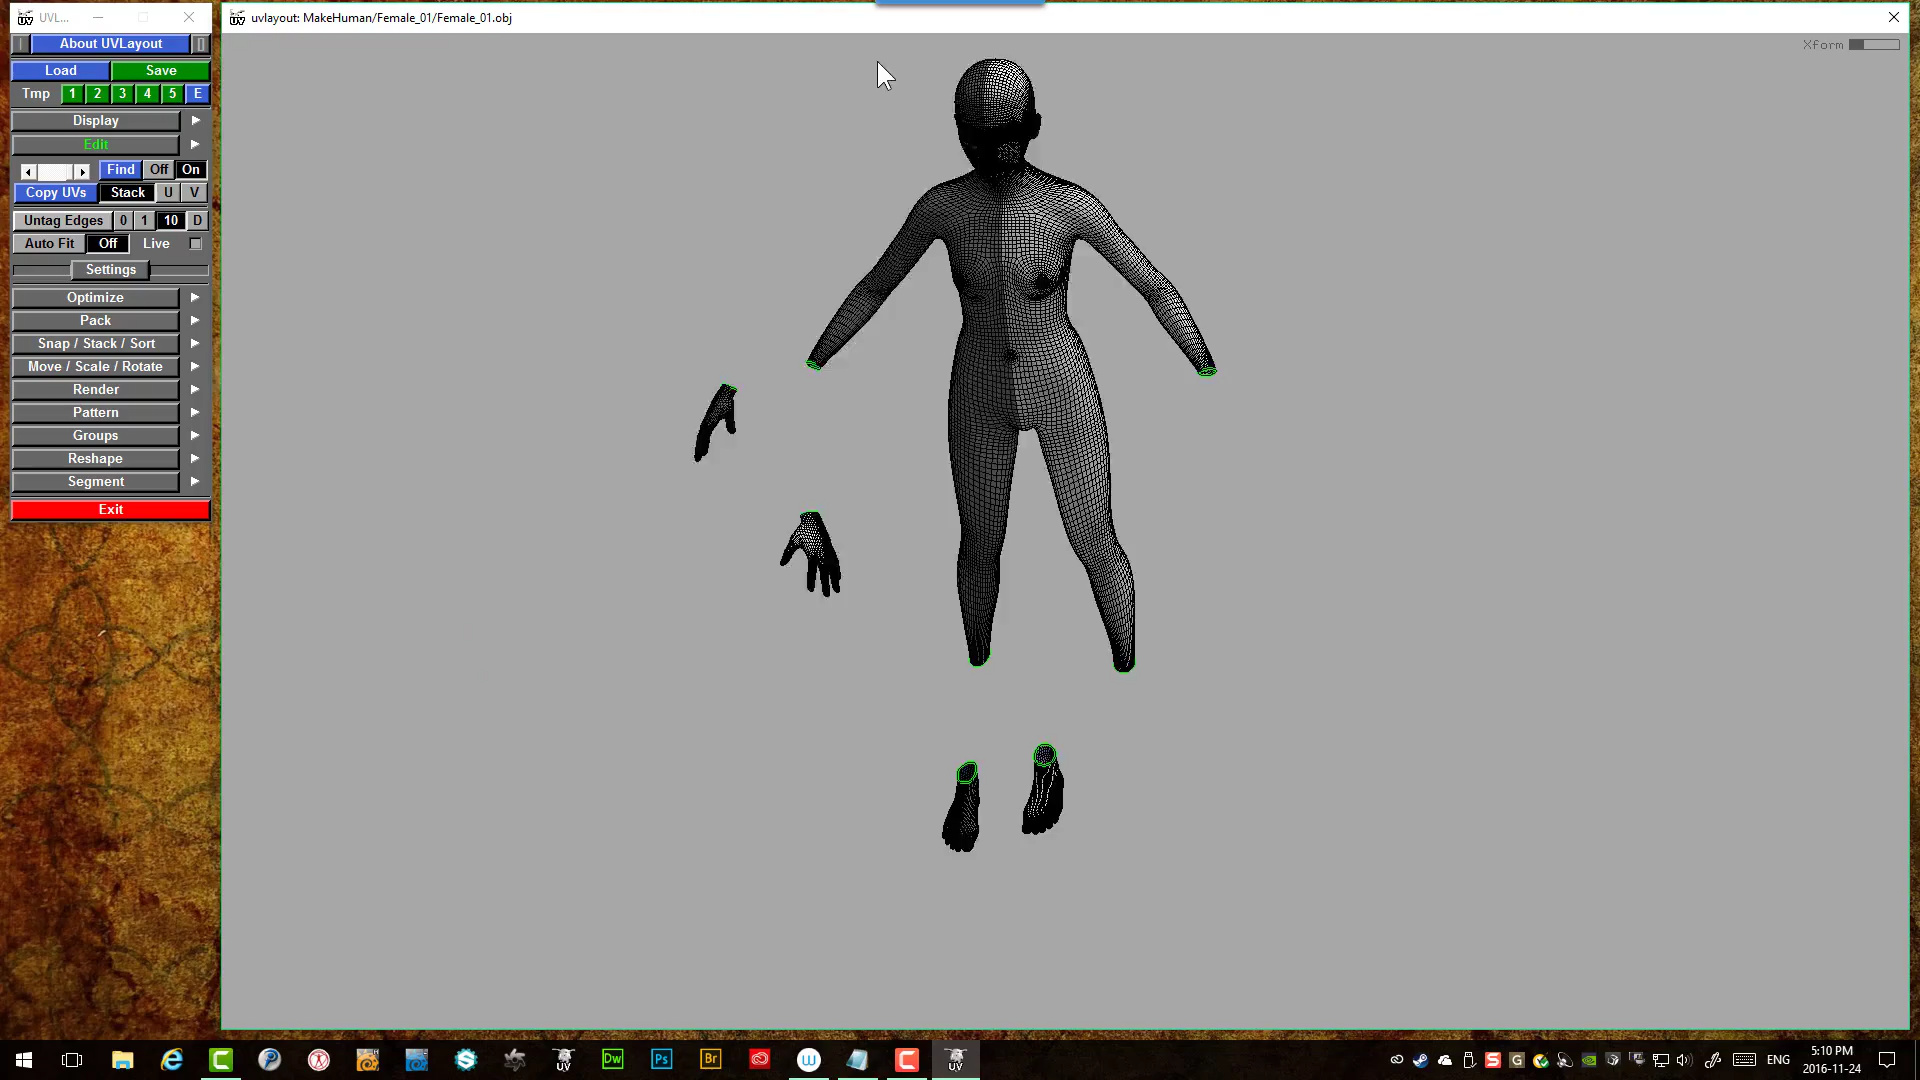 UVL...
uvlayout: MakeHuman/Female_01/Female_01.obj
About UVLayout
Load Save
Tmp 1 2 3 4 5 E
Display
Edit
Find Off On
Copy UVs Stack U V
Untag Edges 0 1 10 D
Auto Fit Off Live
Settings
Optimize
Pack
Snap / Stack / Sort
Move / Scale / Rotate
Render
Pattern
Groups
Reshape
Segment
Exit
Xform
UV Dw Ps Br W UV
ENG
5:10 PM
2016-11-24